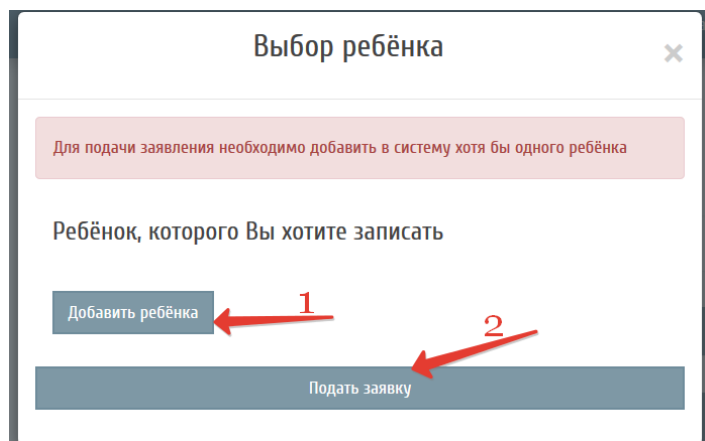 Выбор ребёнка
×
Для подачи заявления необходимо добавить в систему хотя бы одного ребёнка
Ребёнок, которого Вы хотите записать
Добавить ребёнка
1
2
Подать заявку